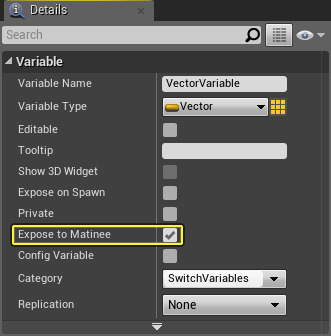 Details
Search
Variable
Variable Name VectorVariable
Variable Type Vector
Editable
Tooltip
Show 3D Widget
Expose on Spawn
Private
Expose to Matinee
Config Variable
Category SwitchVariables
Replication None